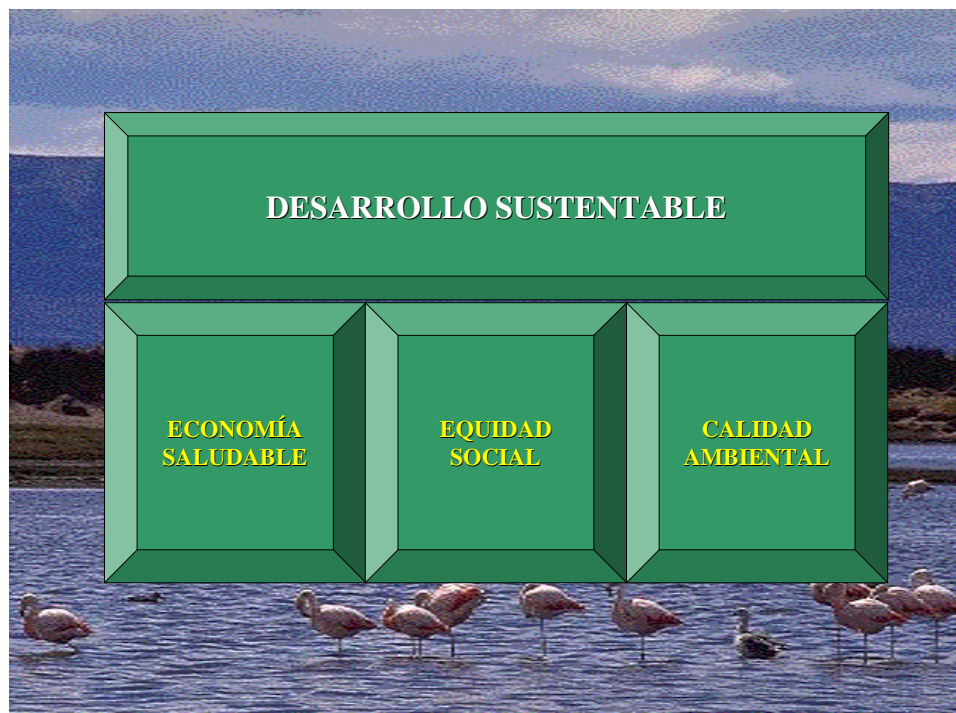 DESARROLLO SUSTENTABLE
ECONOMÍA
SALUDABLE
EQUIDAD
SOCIAL
CALIDAD
AMBIENTAL